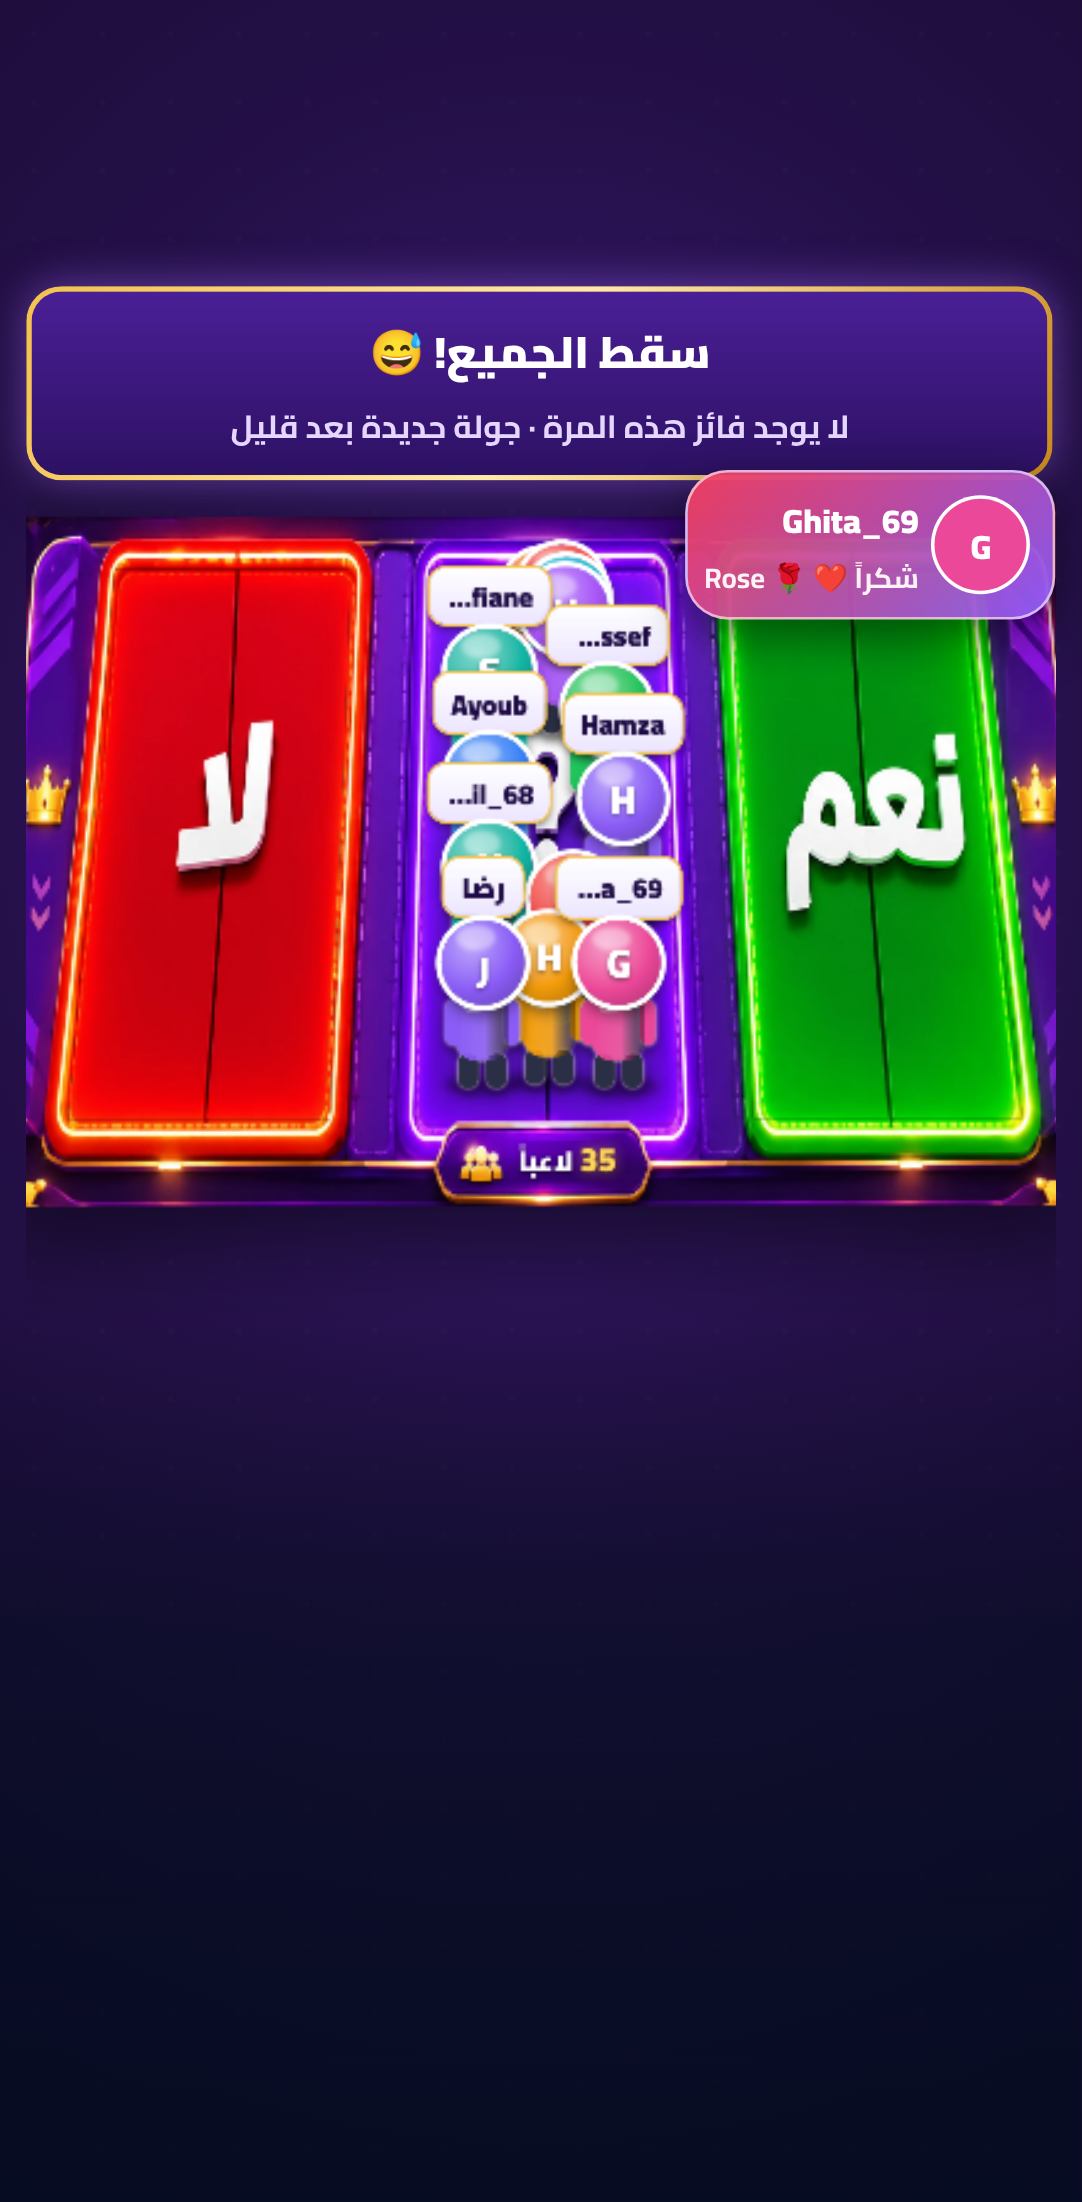 سقط الجميع! 😅
لا يوجد فائز هذه المرة · جولة جديدة بعد قليل
Ghita_69
G
شكراً ❤️ 🌹 Rose
...fiane
...ssef
Ayoub
Hamza
...il_68
H
رضا
...a_69
J
H
G
لا
نعم
35 لاعباً